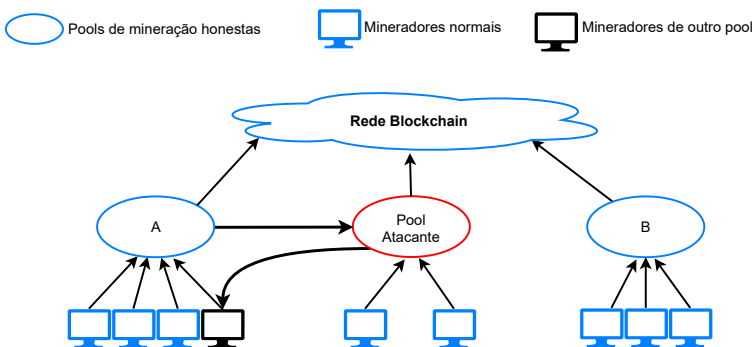 Pools de mineração honestas
Mineradores normais
Mineradores de outro pool
Rede Blockchain
A
Pool
Atacante
B